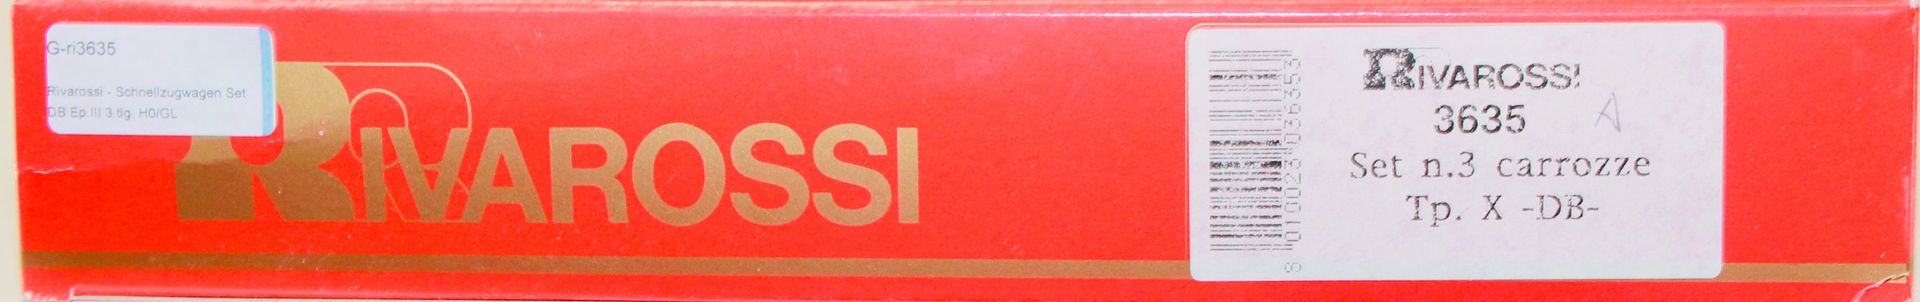 G-ri3635
Rivarossi - Schnellzugwagen Set
DB Ep.III 3.tlg. H0/GL
RIVAROSSI
RIVAROSSI
3635
A
Set n.3 carrozze
Tp. X -DB-